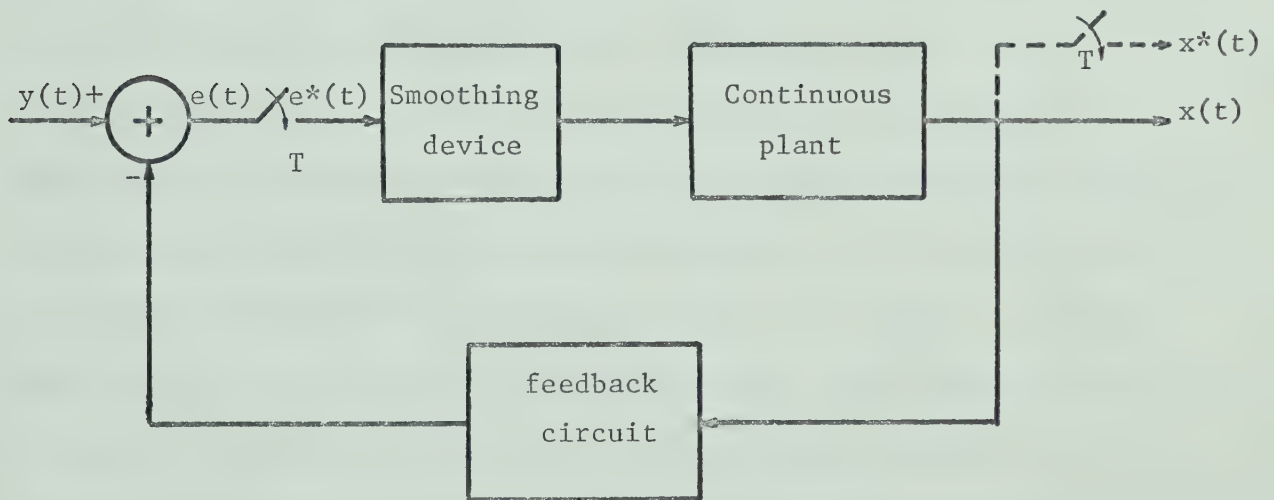 x*(t)
T
y(t)+
e(t)
e*(t)
Smoothing
device
Continuous
plant
x(t)
+
T
-
feedback
circuit